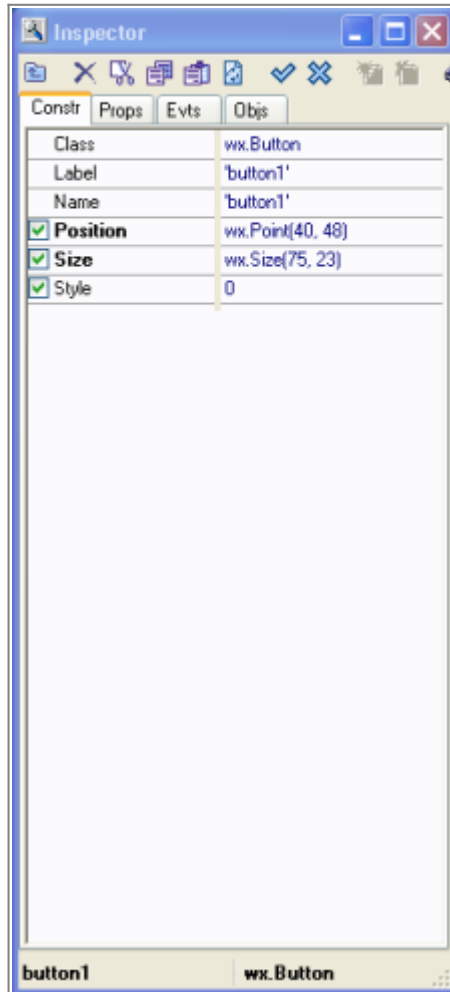 Inspector
Constr Props Evts Objs
Class wx.Button
Label 'button1'
Name 'button1'
Position wx.Point(40, 48)
Size wx.Size(75, 23)
Style 0
button1 wx.Button